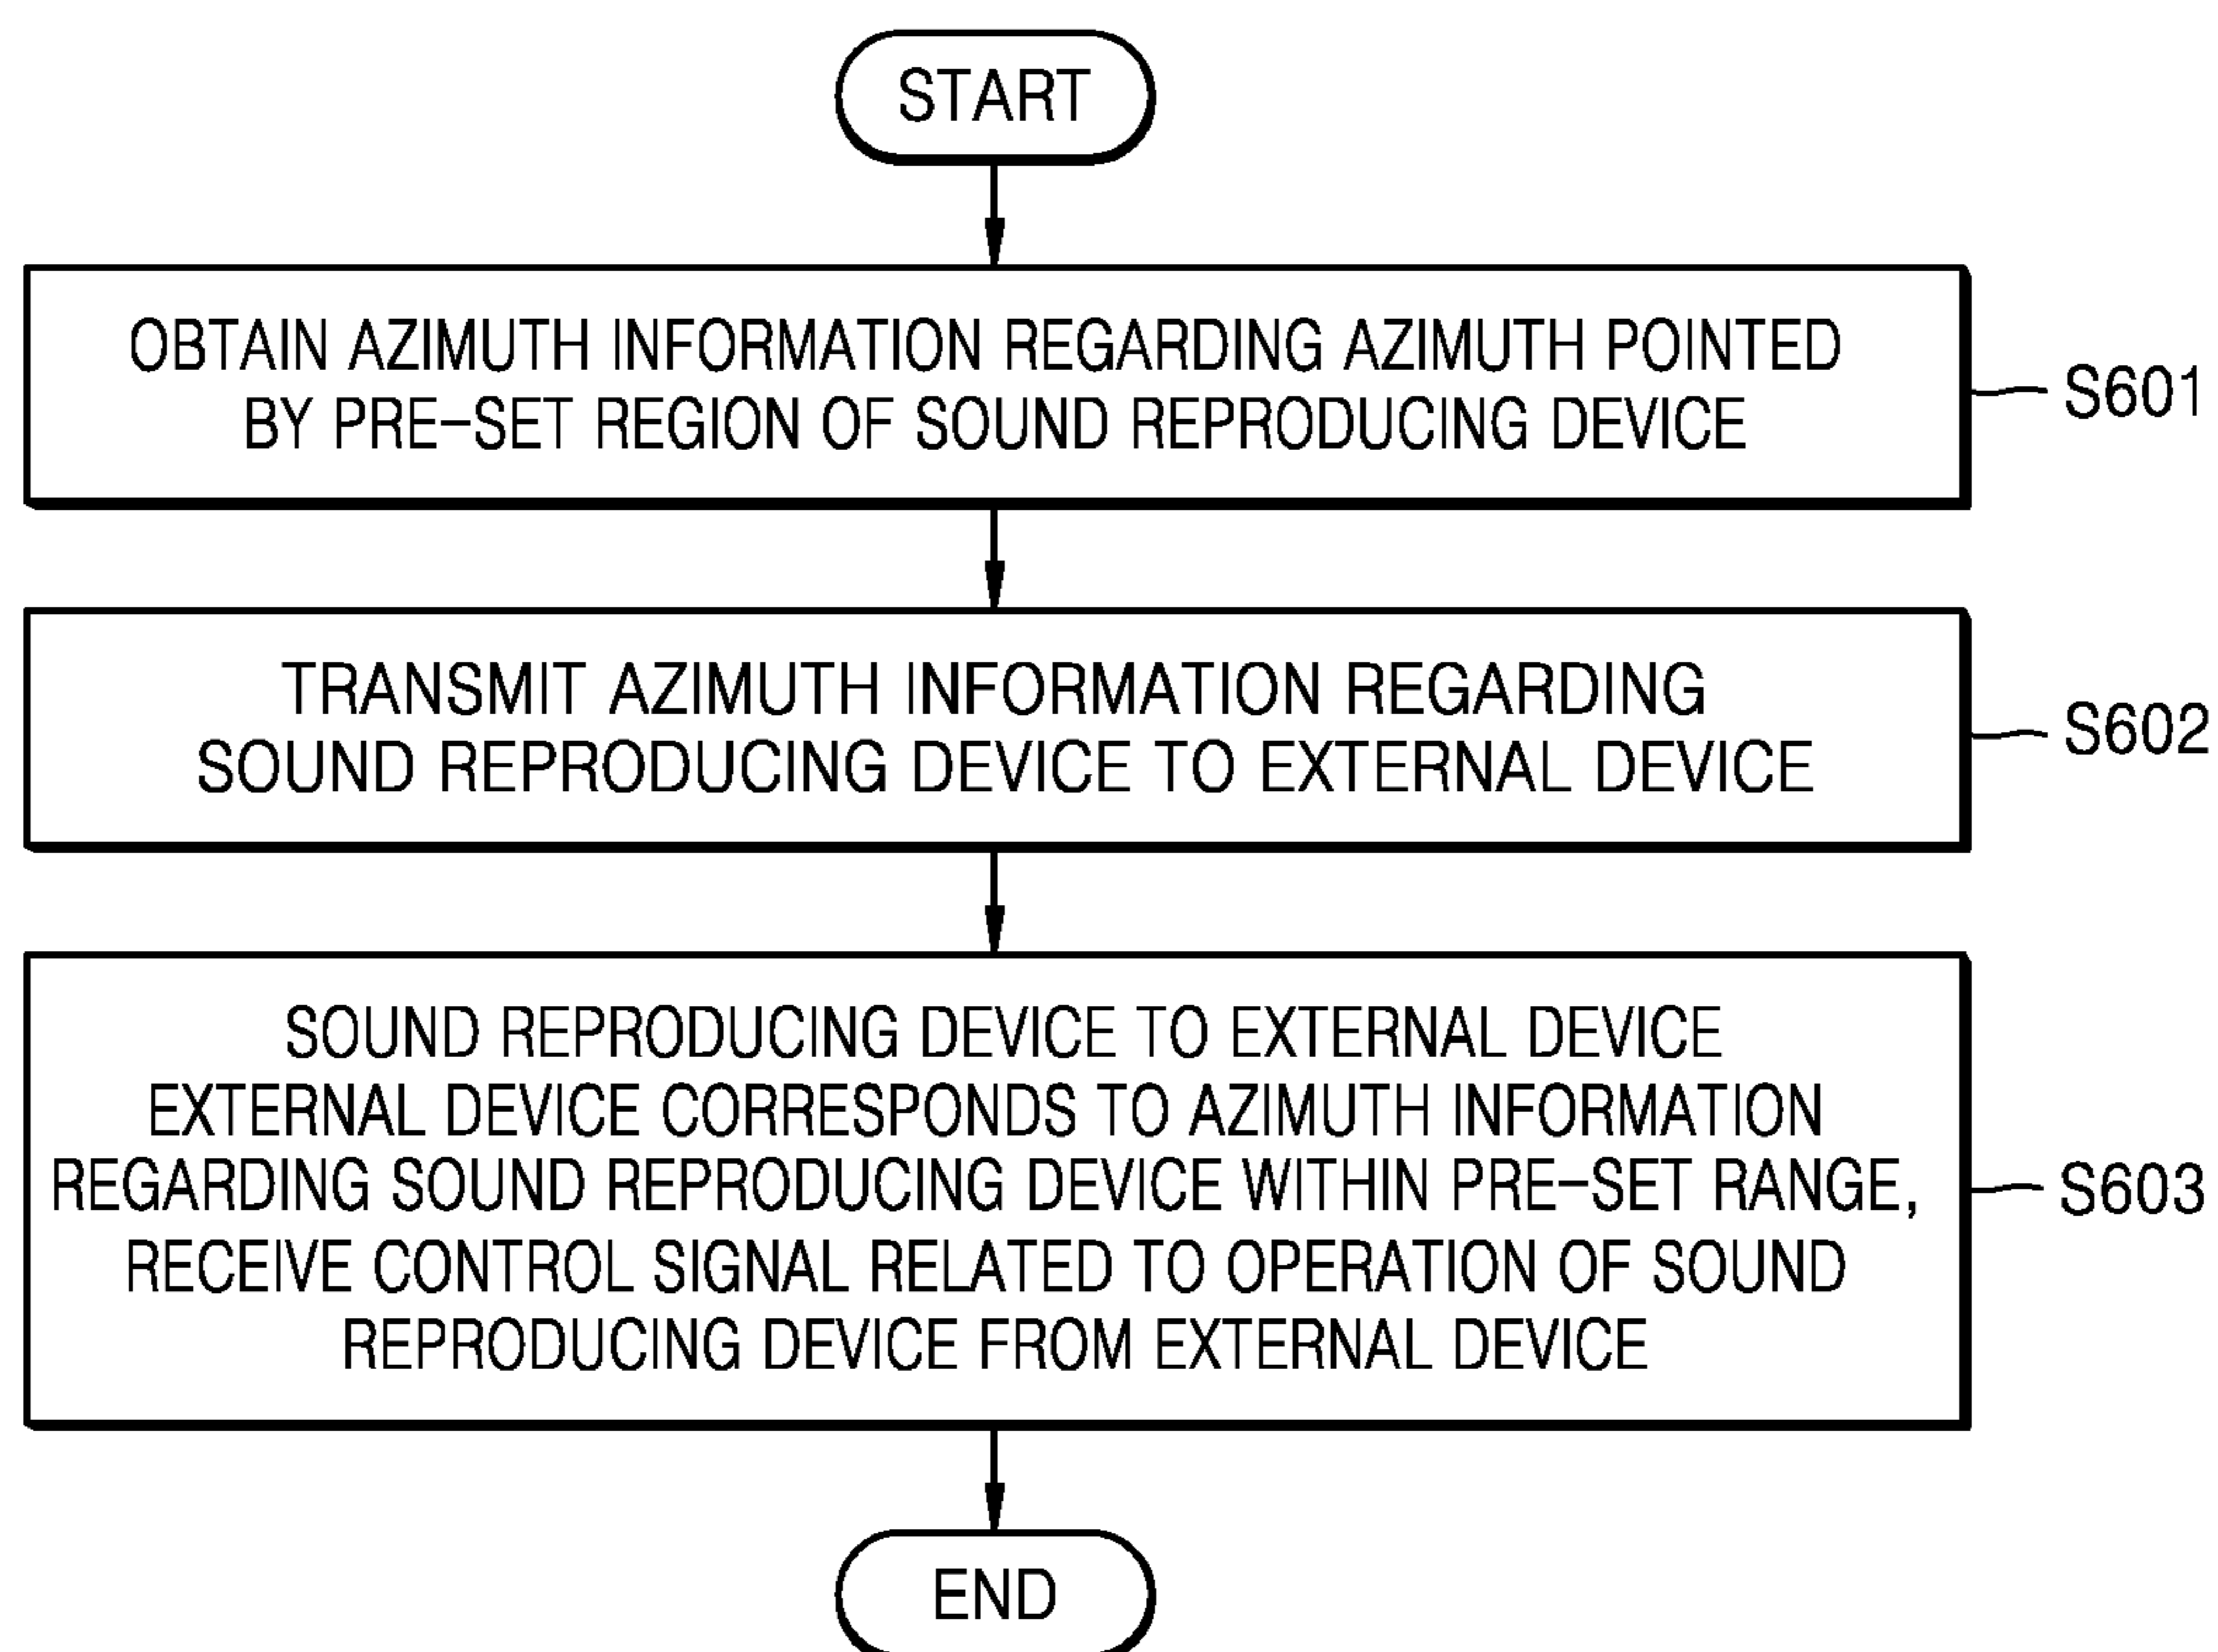 START
OBTAIN AZIMUTH INFORMATION REGARDING AZIMUTH POINTED
BY PRE-SET REGION OF SOUND REPRODUCING DEVICE
S601
TRANSMIT AZIMUTH INFORMATION REGARDING
SOUND REPRODUCING DEVICE TO EXTERNAL DEVICE
S602
SOUND REPRODUCING DEVICE TO EXTERNAL DEVICE
EXTERNAL DEVICE CORRESPONDS TO AZIMUTH INFORMATION
REGARDING SOUND REPRODUCING DEVICE WITHIN PRE-SET RANGE,
RECEIVE CONTROL SIGNAL RELATED TO OPERATION OF SOUND
REPRODUCING DEVICE FROM EXTERNAL DEVICE
S603
END